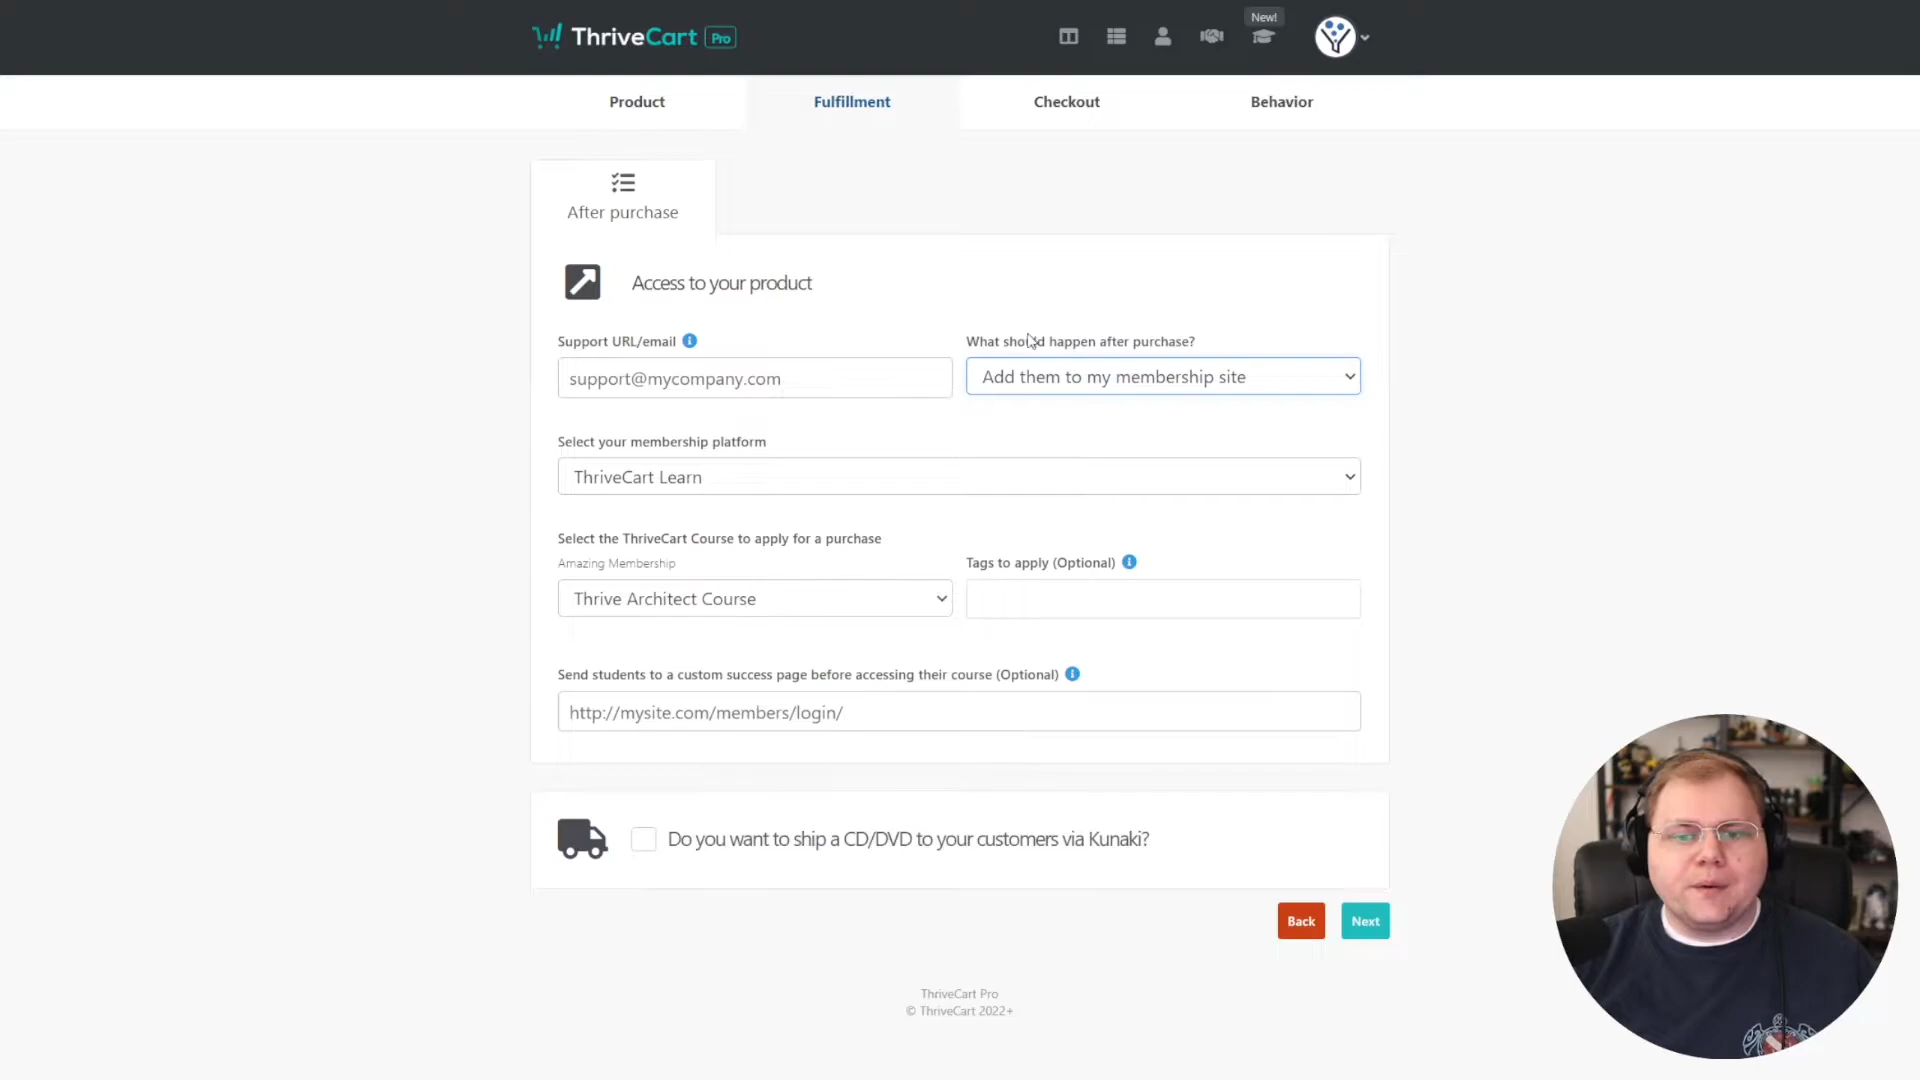 ThriveCart Pro
New!
Product
Fulfillment
Checkout
Behavior
After purchase
Access to your product
Support URL/email
What should happen after purchase?
support@mycompany.com
Add them to my membership site
Select your membership platform
ThriveCart Learn
Select the ThriveCart Course to apply for a purchase
Amazing Membership
Tags to apply (Optional)
Thrive Architect Course
Send students to a custom success page before accessing their course (Optional)
http://mysite.com/members/login/
Do you want to ship a CD/DVD to your customers via Kunaki?
Back
Next
ThriveCart Pro
© ThriveCart 2022+